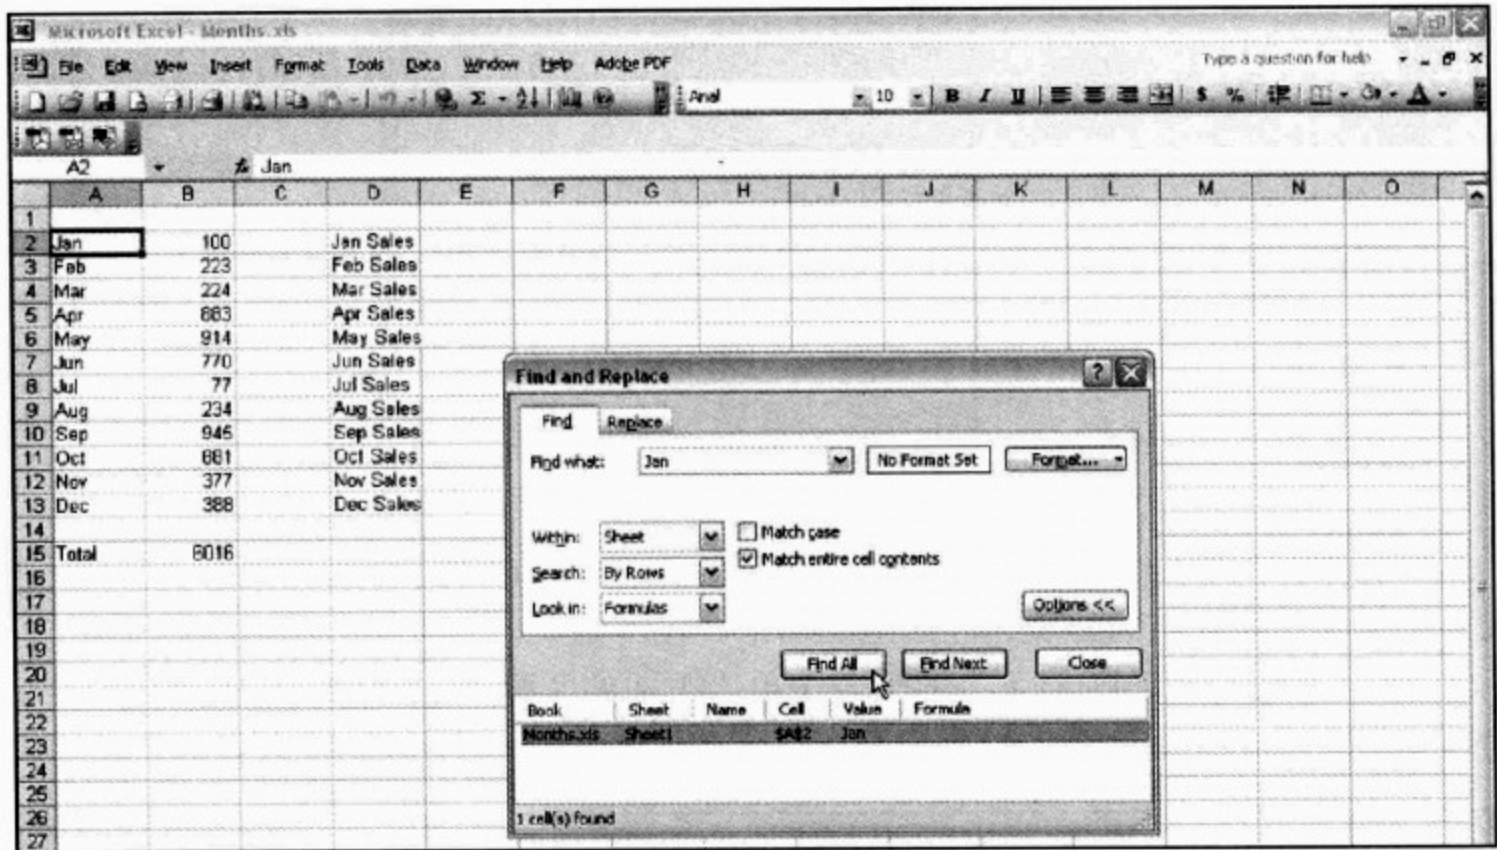 Microsoft Excel - Months.xls
File Edit View Insert Format Tools Data Window Help Adobe PDF Type a question for help
Arial 10 B I U $ %
A2 fx Jan
A B C D E F G H I J K L M N O
1
2 Jan 100 Jan Sales
3 Feb 223 Feb Sales
4 Mar 224 Mar Sales
5 Apr 883 Apr Sales
6 May 914 May Sales
7 Jun 770 Jun Sales
8 Jul 77 Jul Sales
9 Aug 234 Aug Sales
10 Sep 945 Sep Sales
11 Oct 881 Oct Sales
12 Nov 377 Nov Sales
13 Dec 388 Dec Sales
14
15 Total 6016
16
17
18
19
20
21
22
23
24
25
26
27
Find and Replace
Find Replace
Find what: Jan No Format Set Format...
Within: Sheet Match case
Match entire cell contents
Search: By Rows
Look in: Formulas Options <<
Find All Find Next Close
Book Sheet Name Cell Value Formula
Months.xls Sheet1 $A$2 Jan
1 cell(s) found